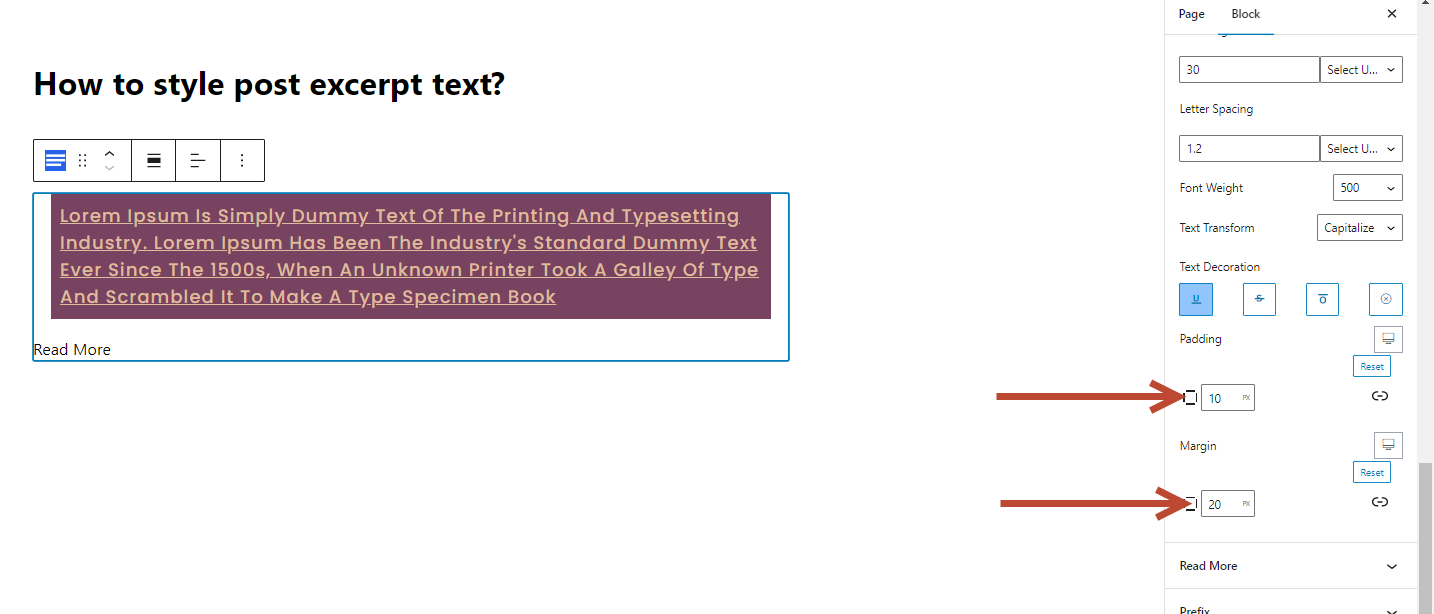 Page Block
30 Select U...
How to style post excerpt text?
Letter Spacing
1.2 Select U...
Font Weight 500
Lorem Ipsum Is Simply Dummy Text Of The Printing And Typesetting
Industry. Lorem Ipsum Has Been The Industry's Standard Dummy Text
Ever Since The 1500s, When An Unknown Printer Took A Galley Of Type
And Scrambled It To Make A Type Specimen Book
Read More
Text Transform Capitalize
Text Decoration
U S O
Padding
Reset
10 PX
Margin
Reset
20 PX
Read More
Prefix